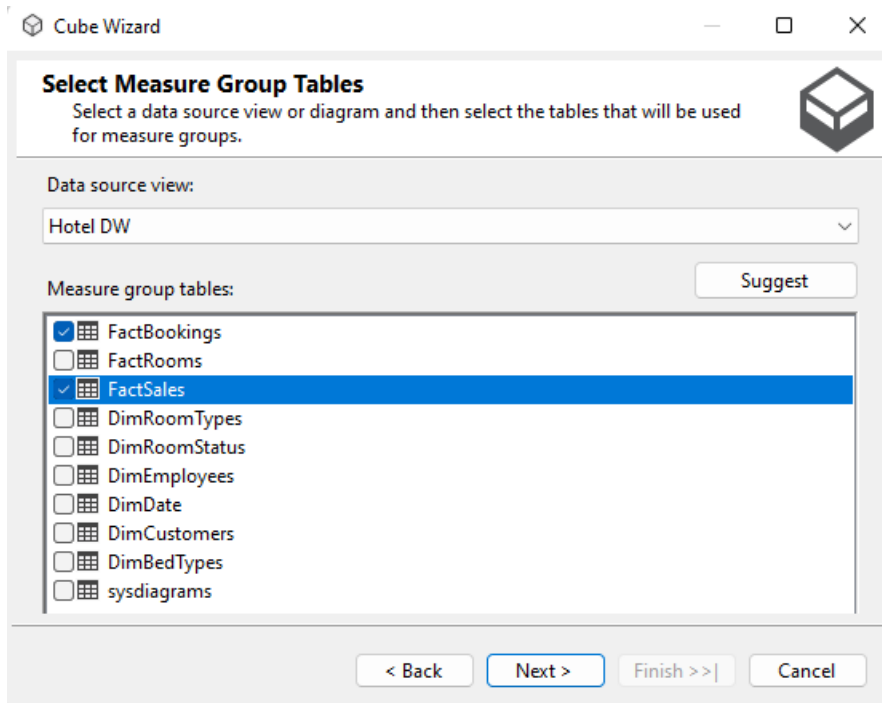 Cube Wizard
Select Measure Group Tables
Select a data source view or diagram and then select the tables that will be used
for measure groups.
Data source view:
Hotel DW
Suggest
Measure group tables:
FactBookings
FactRooms
FactSales
DimRoomTypes
DimRoomStatus
DimEmployees
DimDate
DimCustomers
DimBedTypes
sysdiagrams
< Back Next > Finish >>| Cancel